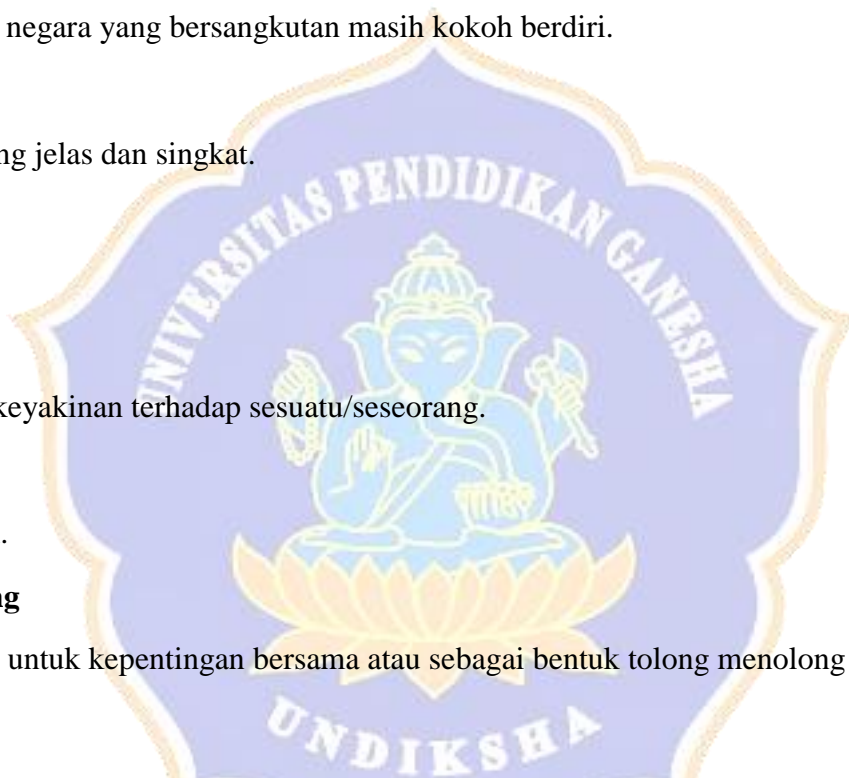 negara yang bersangkutan masih kokoh berdiri.
ng jelas dan singkat.
UNIVERSITAS PENDIDIKAN GANESHA
keyakinan terhadap sesuatu/seseorang.
.
ng
untuk kepentingan bersama atau sebagai bentuk tolong menolong
UNDIKSHA